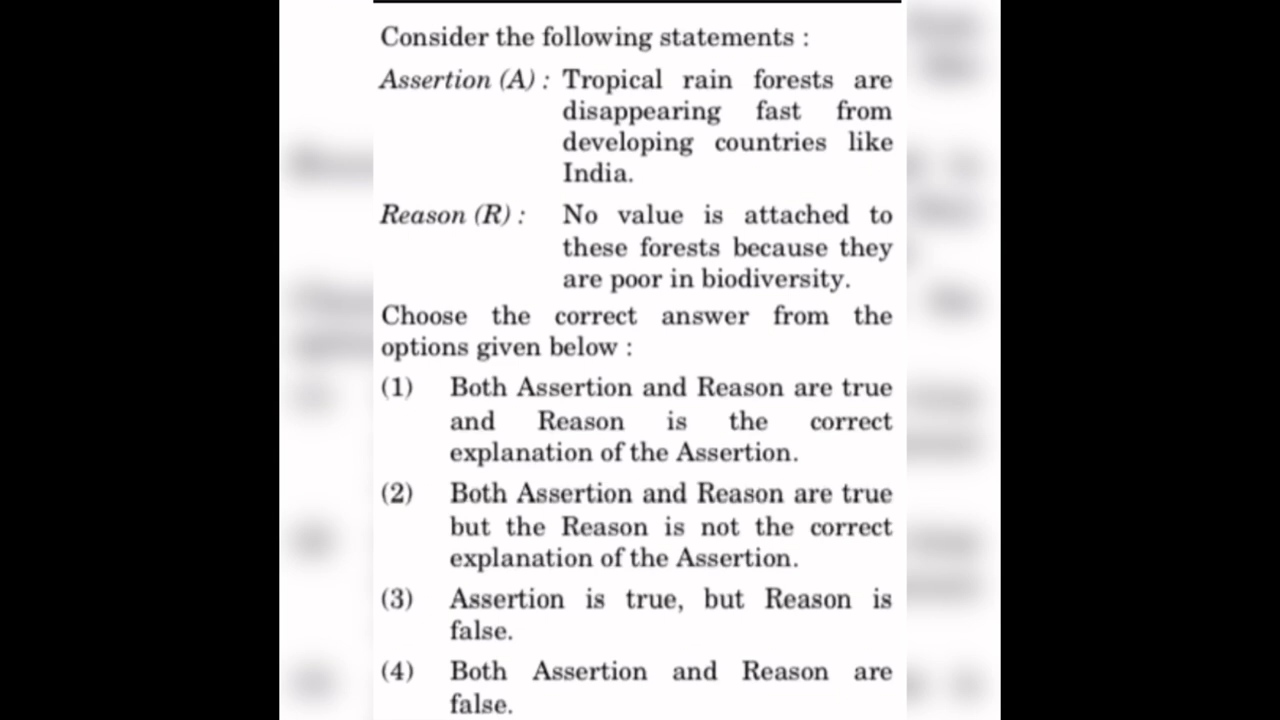 Consider the following statements :
Assertion (A) : Tropical rain forests are
disappearing fast from
developing countries like
India.
Reason (R) : No value is attached to
these forests because they
are poor in biodiversity.
Choose the correct answer from the
options given below :
(1) Both Assertion and Reason are true
and Reason is the correct
explanation of the Assertion.
(2) Both Assertion and Reason are true
but the Reason is not the correct
explanation of the Assertion.
(3) Assertion is true, but Reason is
false.
(4) Both Assertion and Reason are
false.